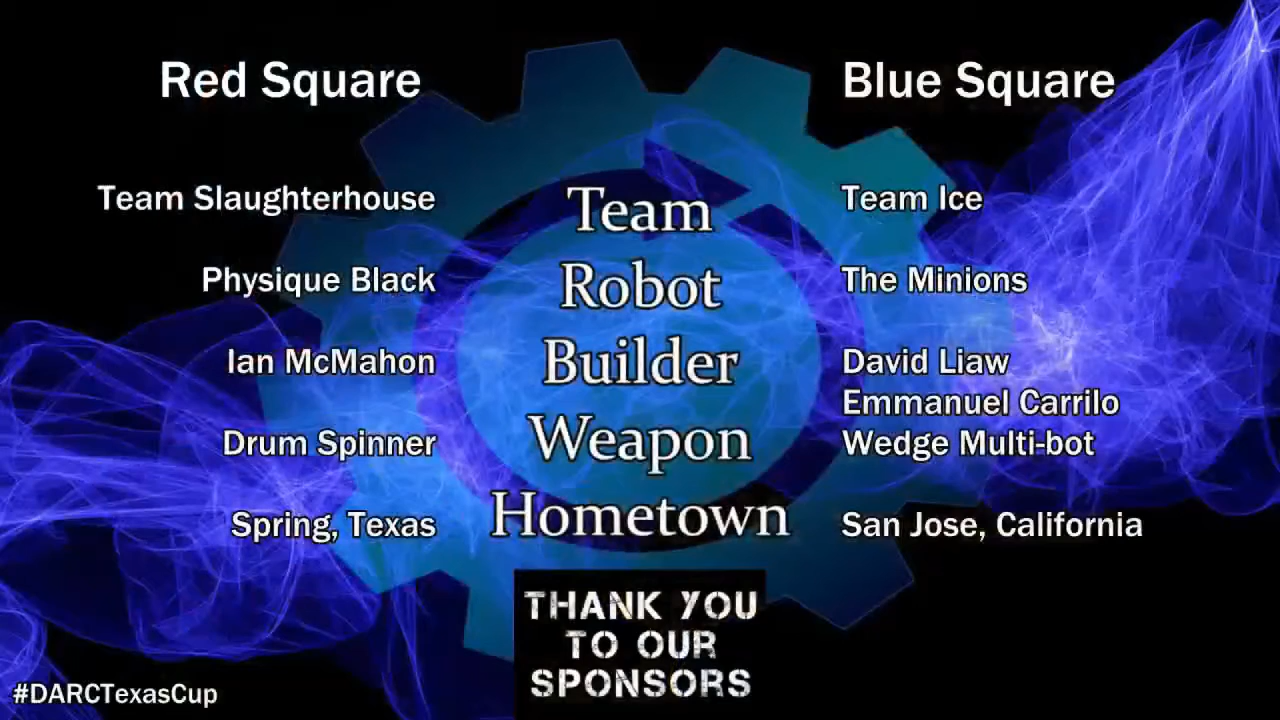 Red Square
Blue Square
Team Slaughterhouse
Team
Team Ice
Physique Black
Robot
The Minions
Ian McMahon
Builder
David Liaw
Emmanuel Carrilo
Drum Spinner
Weapon
Wedge Multi-bot
Spring, Texas
Hometown
San Jose, California
THANK YOU
TO OUR
SPONSORS
#DARCTexasCup